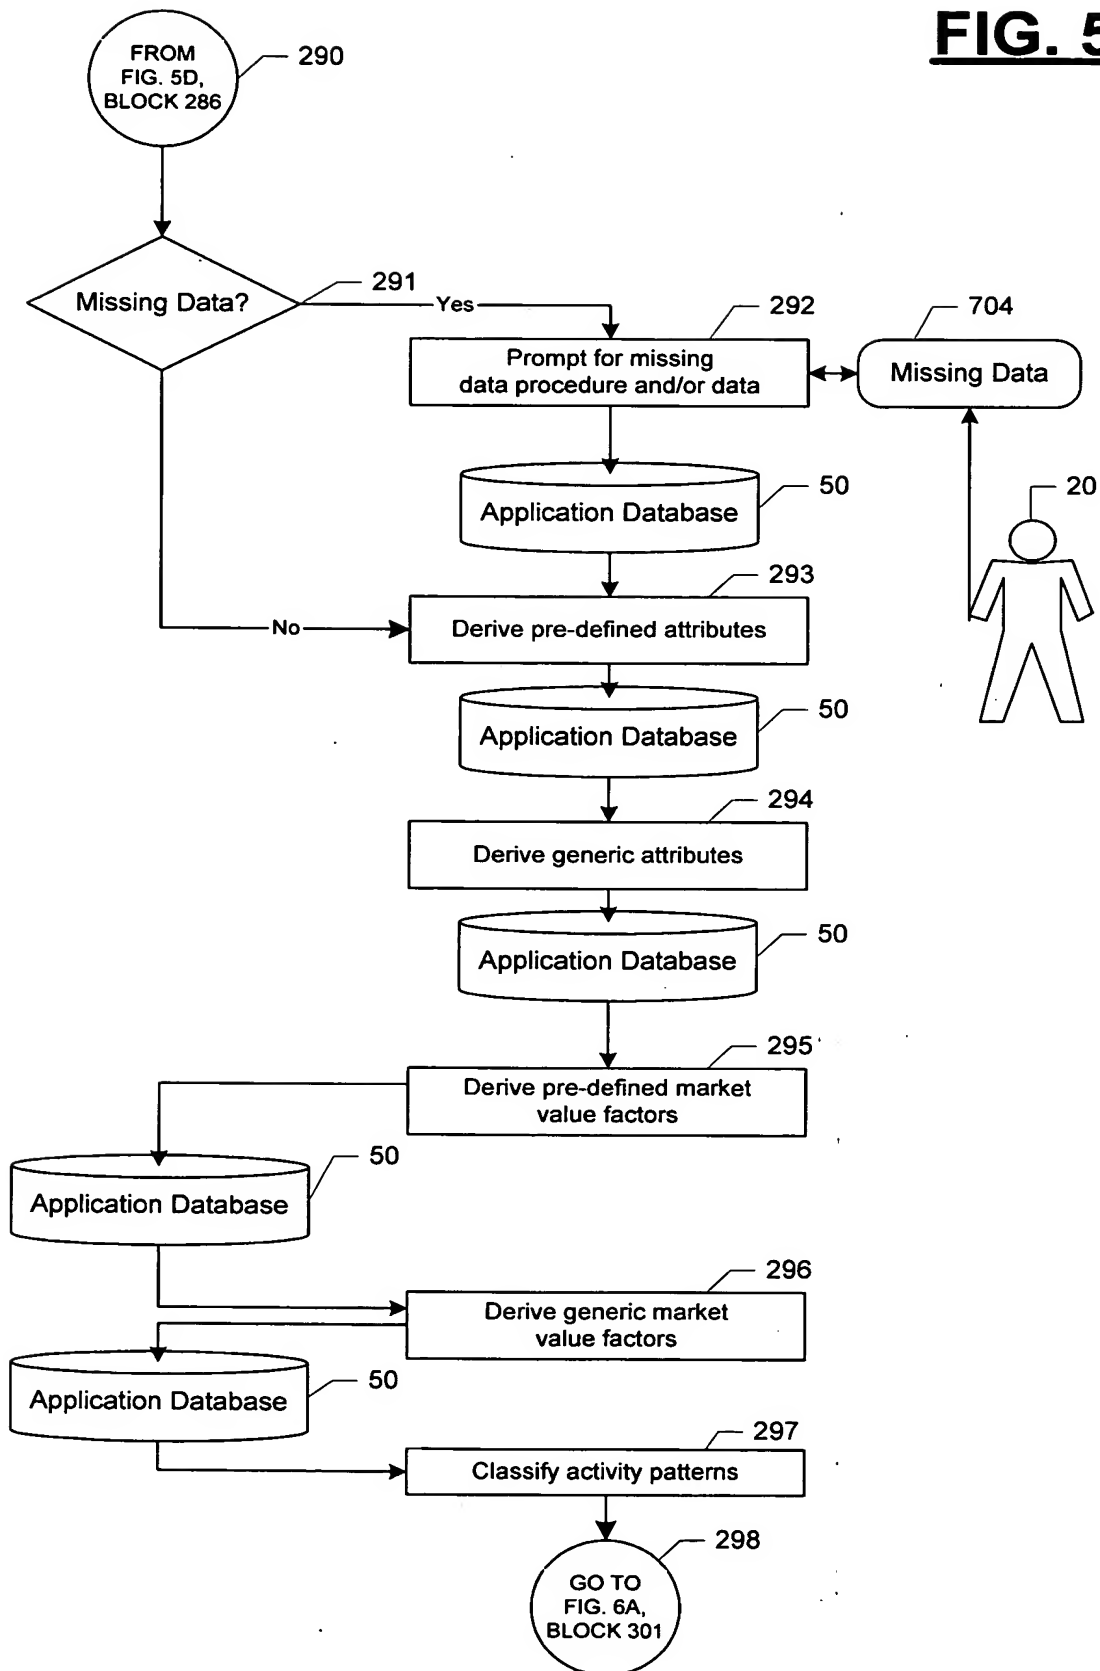 FIG. 5
FROM
FIG. 5D,
BLOCK 286
290
Missing Data?
291
Yes
292
704
Prompt for missing
data procedure and/or data
Missing Data
Application Database
50
20
293
No
Derive pre-defined attributes
50
Application Database
294
Derive generic attributes
50
Application Database
295
Derive pre-defined market
value factors
50
Application Database
296
Derive generic market
value factors
50
Application Database
297
Classify activity patterns
298
GO TO
FIG. 6A,
BLOCK 301